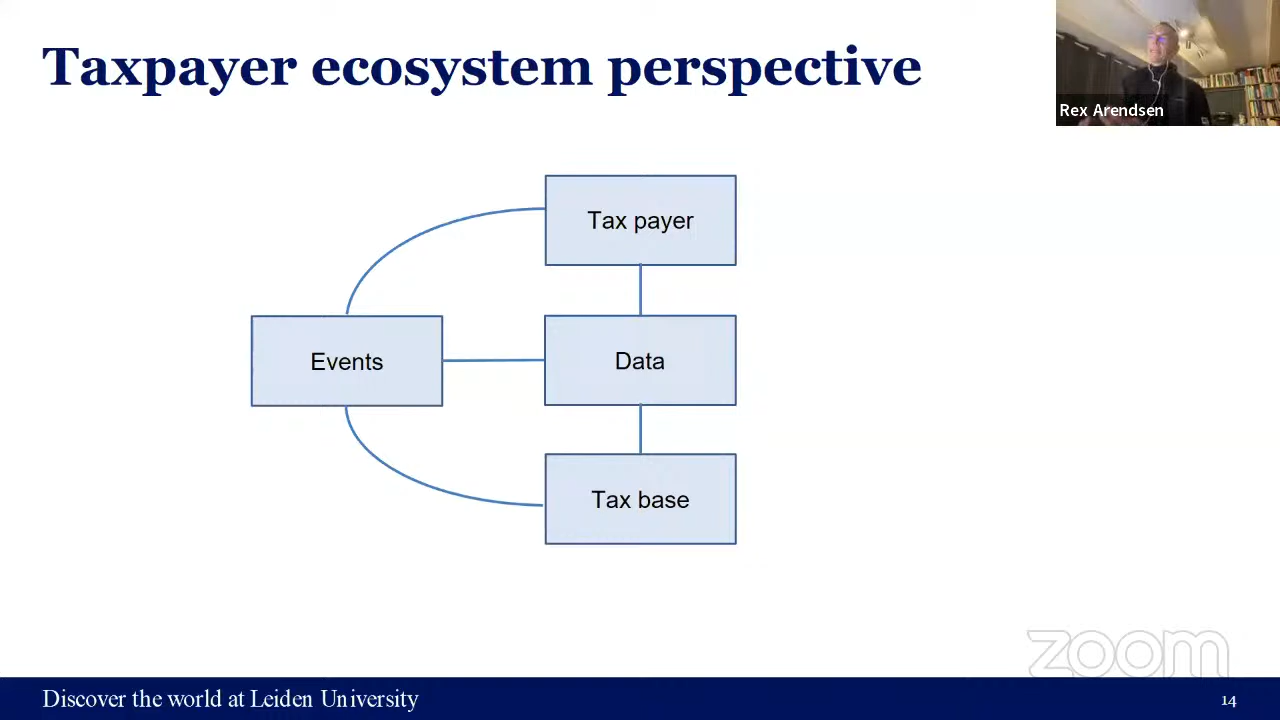 Taxpayer ecosystem perspective
Rex Arendsen
Tax payer
Events
Data
Tax base
zoom
Discover the world at Leiden University
14